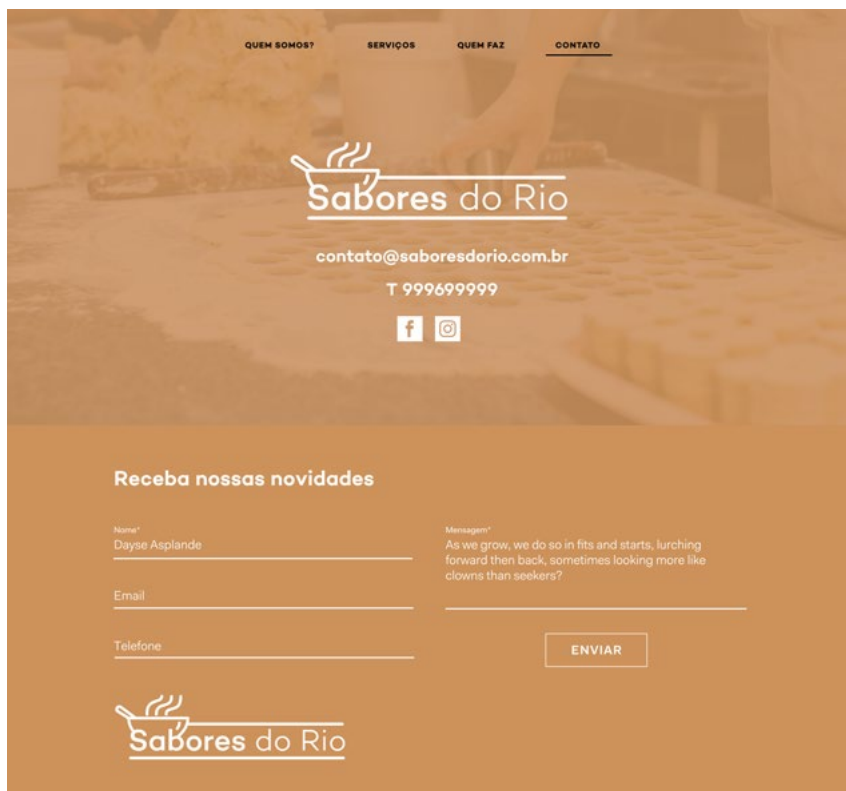 QUEM SOMOS? SERVIÇOS QUEM FAZ CONTATO
Sabores do Rio
contato@saboresdorio.com.br
T 999699999
Receba nossas novidades
Nome*
Dayse Asplande
Email
Telefone
Mensagem*
As we grow, we do so in fits and starts, lurching
forward then back, sometimes looking more like
clowns than seekers?
ENVIAR
Sabores do Rio